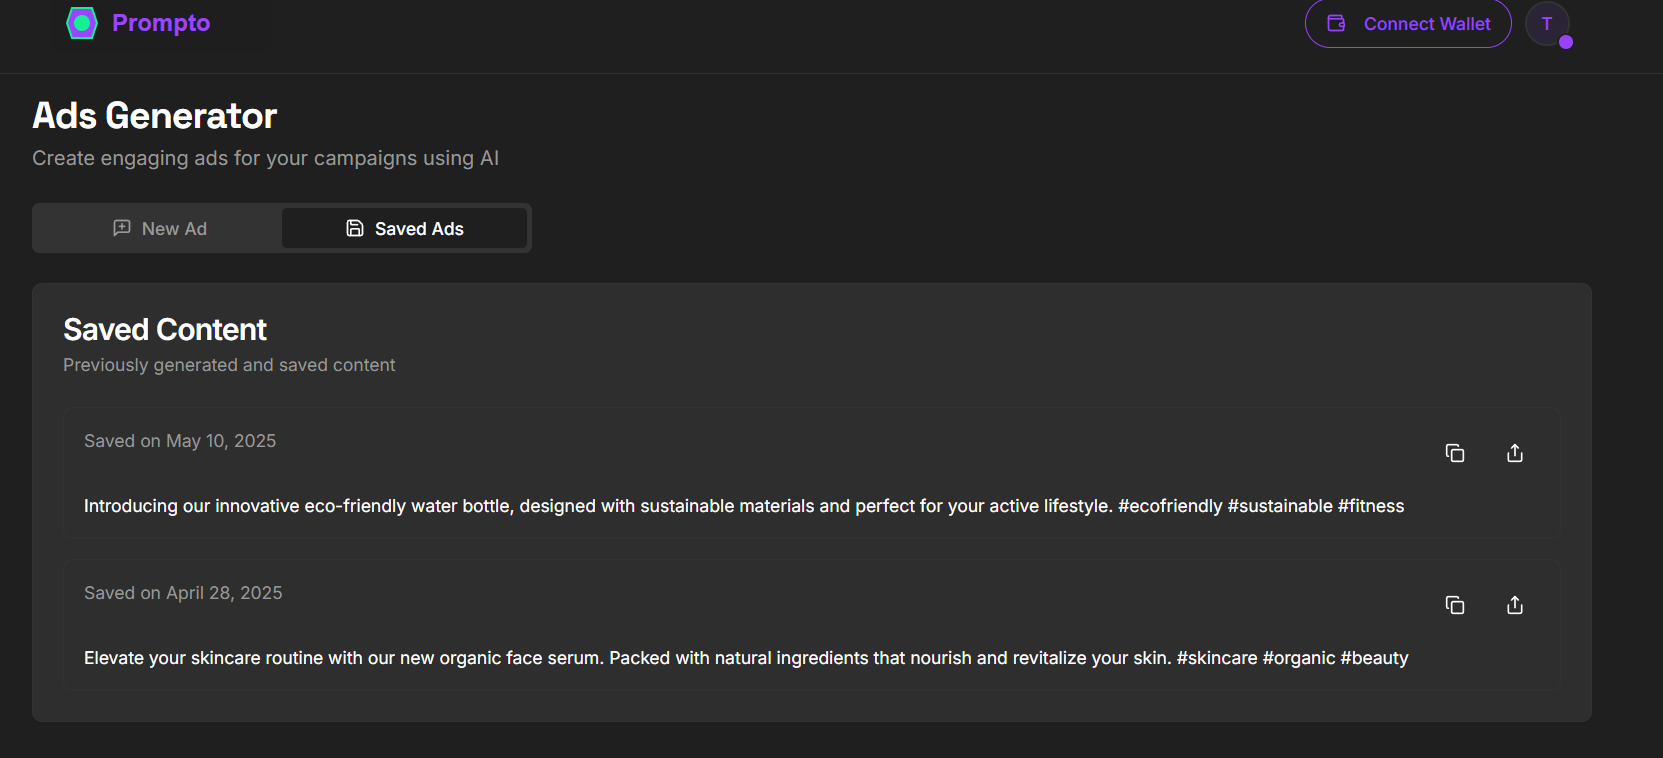 Prompto
Connect Wallet
T
Ads Generator
Create engaging ads for your campaigns using AI
New Ad
Saved Ads
Saved Content
Previously generated and saved content
Saved on May 10, 2025
Introducing our innovative eco-friendly water bottle, designed with sustainable materials and perfect for your active lifestyle. #ecofriendly #sustainable #fitness
Saved on April 28, 2025
Elevate your skincare routine with our new organic face serum. Packed with natural ingredients that nourish and revitalize your skin. #skincare #organic #beauty